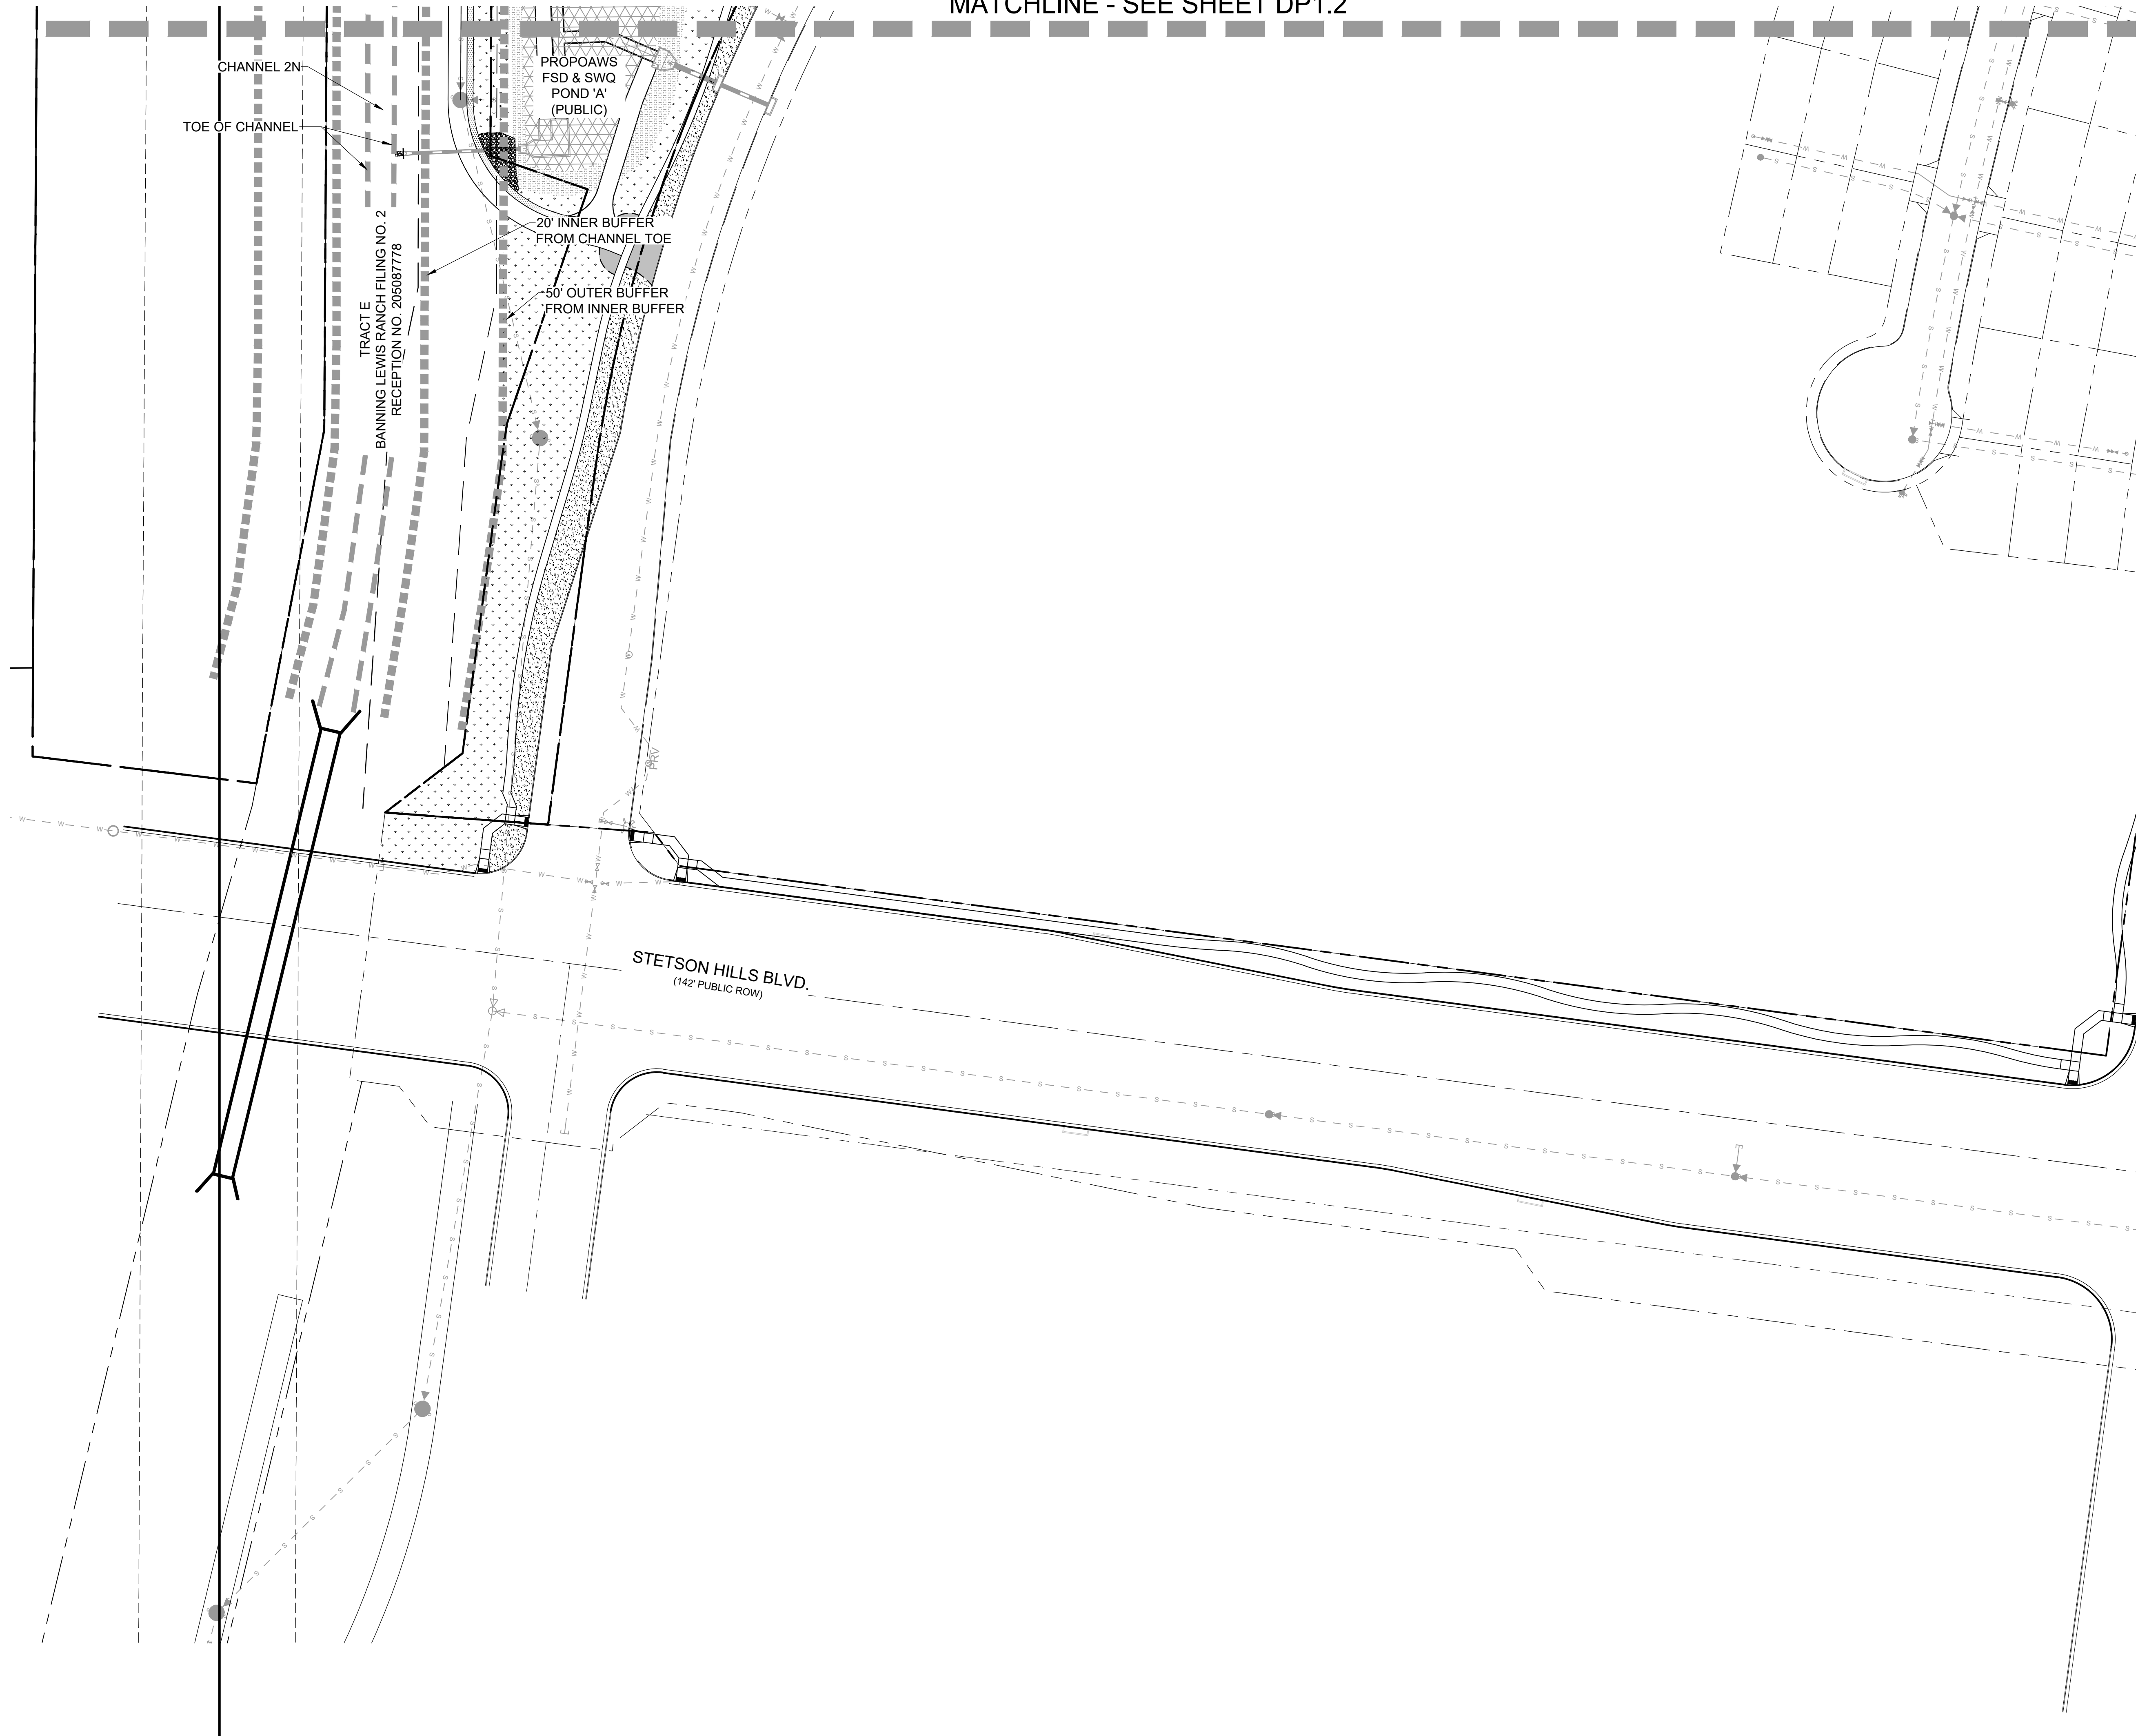 MATCHLINE - SEE SHEET DP1.2
CHANNEL 2N
TOE OF CHANNEL
PROPOAWS
FSD & SWQ
POND 'A'
(PUBLIC)
20' INNER BUFFER
FROM CHANNEL TOE
50' OUTER BUFFER
FROM INNER BUFFER
TRACT E
BANNING LEWIS RANCH FILING NO. 2
RECEPTION NO. 205087778
PRV
STETSON HILLS BLVD.
(142' PUBLIC ROW)